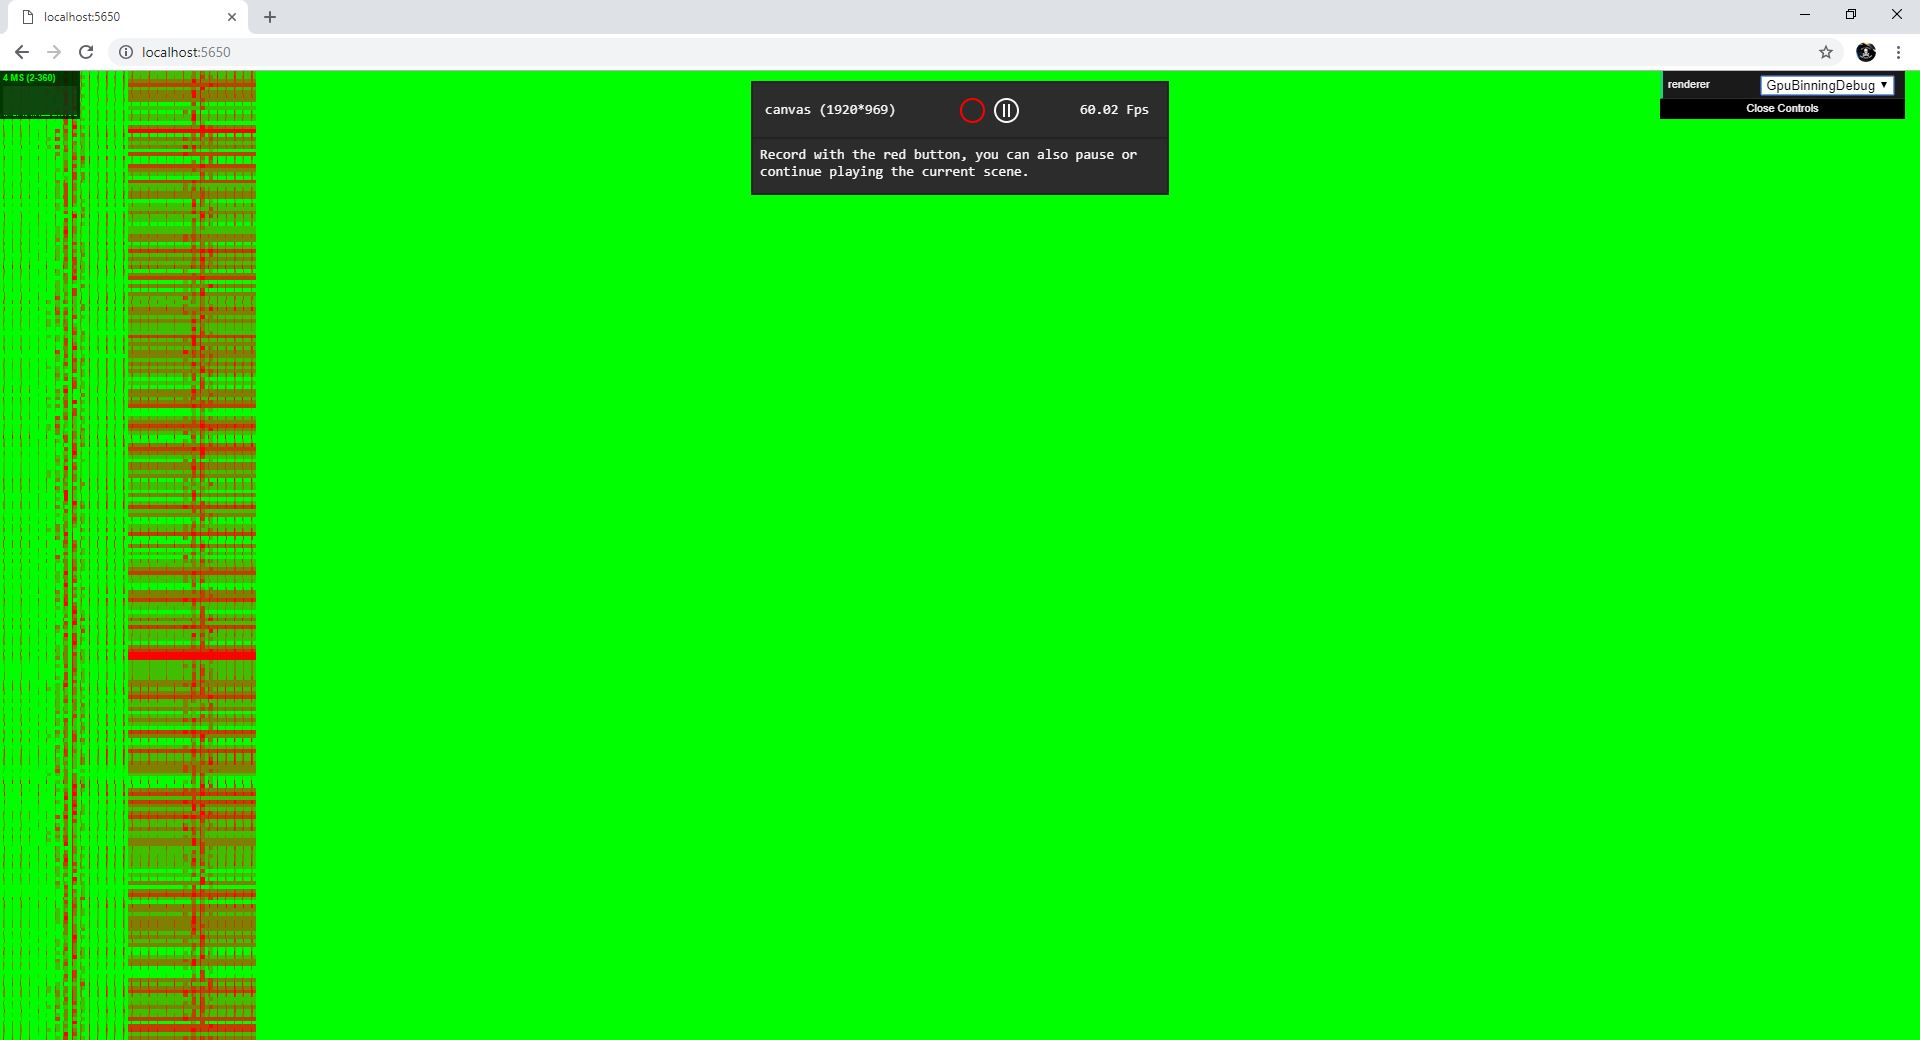 localhost:5650
localhost:5650
4 MS (2-360)
canvas (1920*969)
60.02 Fps
Record with the red button, you can also pause or
continue playing the current scene.
renderer
GpuBinningDebug
Close Controls